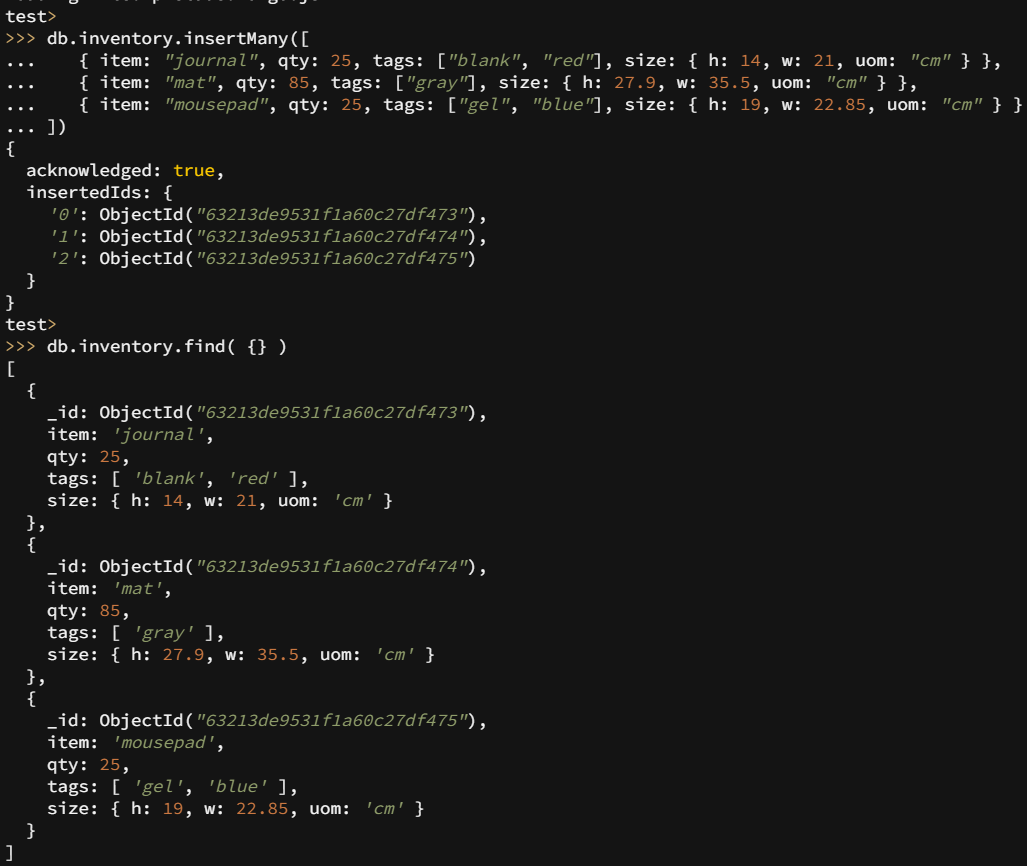 test>
>>> db.inventory.insertMany([
...    { item: "journal", qty: 25, tags: ["blank", "red"], size: { h: 14, w: 21, uom: "cm" } },
...    { item: "mat", qty: 85, tags: ["gray"], size: { h: 27.9, w: 35.5, uom: "cm" } },
...    { item: "mousepad", qty: 25, tags: ["gel", "blue"], size: { h: 19, w: 22.85, uom: "cm" } }
... ])
{
  acknowledged: true,
  insertedIds: {
    '0': ObjectId("63213de9531f1a60c27df473"),
    '1': ObjectId("63213de9531f1a60c27df474"),
    '2': ObjectId("63213de9531f1a60c27df475")
  }
}
test>
>>> db.inventory.find( {} )
[
  {
    _id: ObjectId("63213de9531f1a60c27df473"),
    item: 'journal',
    qty: 25,
    tags: [ 'blank', 'red' ],
    size: { h: 14, w: 21, uom: 'cm' }
  },
  {
    _id: ObjectId("63213de9531f1a60c27df474"),
    item: 'mat',
    qty: 85,
    tags: [ 'gray' ],
    size: { h: 27.9, w: 35.5, uom: 'cm' }
  },
  {
    _id: ObjectId("63213de9531f1a60c27df475"),
    item: 'mousepad',
    qty: 25,
    tags: [ 'gel', 'blue' ],
    size: { h: 19, w: 22.85, uom: 'cm' }
  }
]